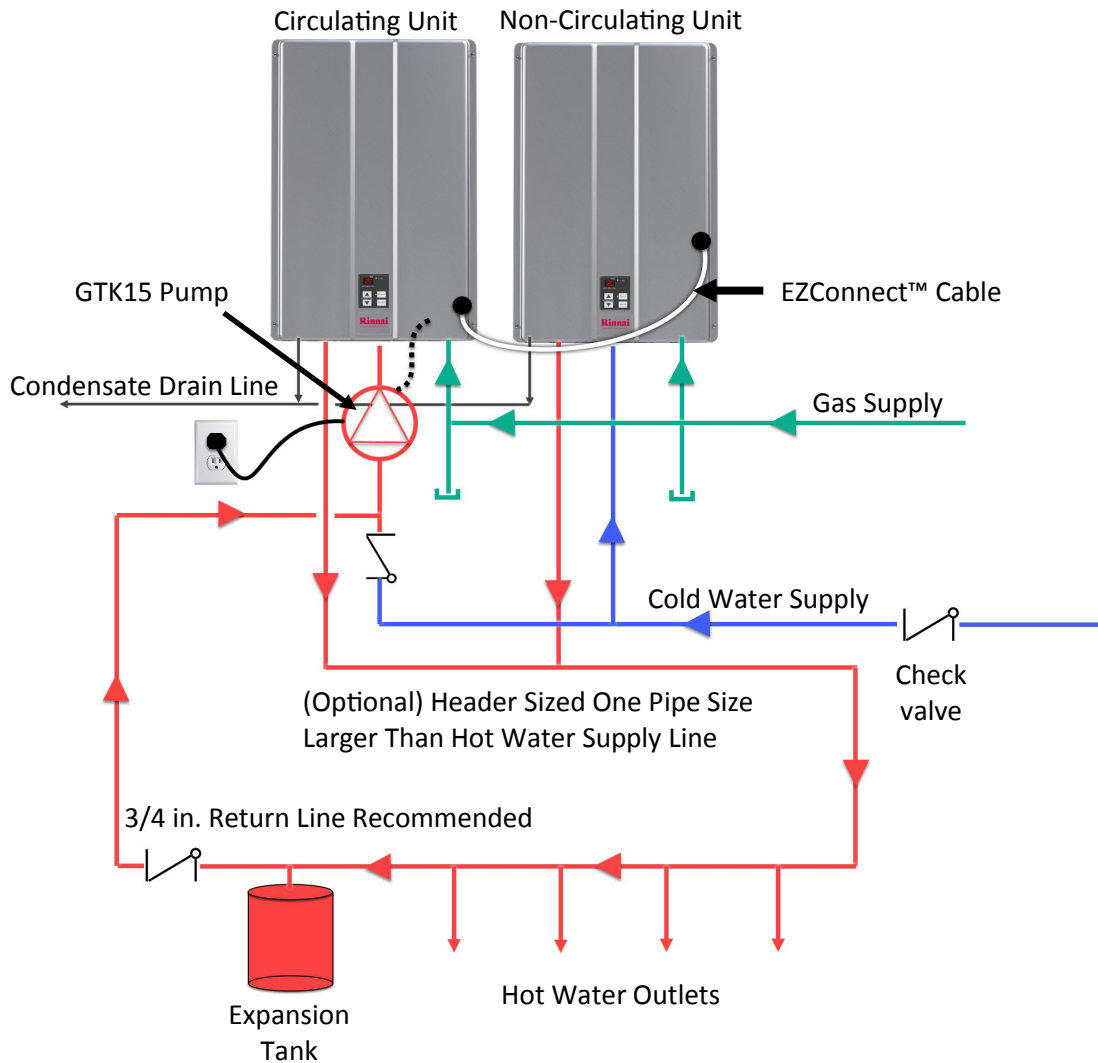 Circulating Unit
Non-Circulating Unit
GTK15 Pump
EZConnect™ Cable
Rinnai
Rinnai
Condensate Drain Line
Gas Supply
Cold Water Supply
Check
valve
(Optional) Header Sized One Pipe Size
Larger Than Hot Water Supply Line
3/4 in. Return Line Recommended
Hot Water Outlets
Expansion
Tank